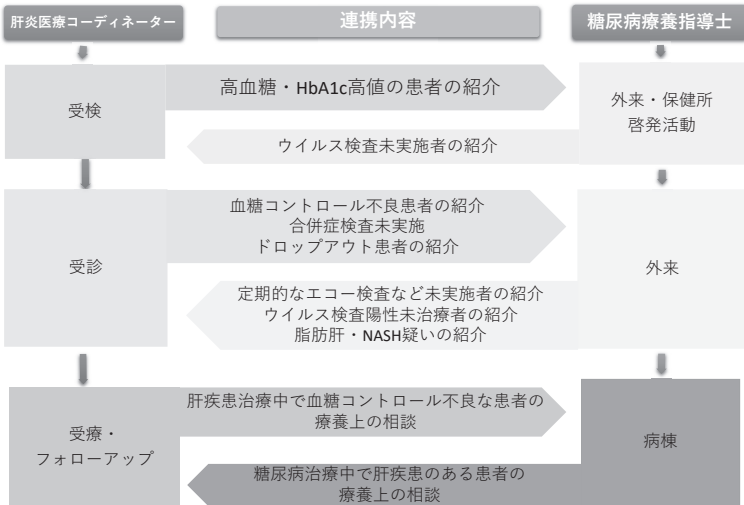 肝炎医療コーディネーター
連携内容
糖尿病療養指導士
受検
高血糖・HbA1c高値の患者の紹介
ウイルス検査未実施者の紹介
外来・保健所
啓発活動
受診
血糖コントロール不良患者の紹介
合併症検査未実施
ドロップアウト患者の紹介
定期的なエコー検査など未実施者の紹介
ウイルス検査陽性未治療者の紹介
脂肪肝・NASH疑いの紹介
外来
受療・
フォローアップ
肝疾患治療中で血糖コントロール不良な患者の
療養上の相談
糖尿病治療中で肝疾患のある患者の
療養上の相談
病棟